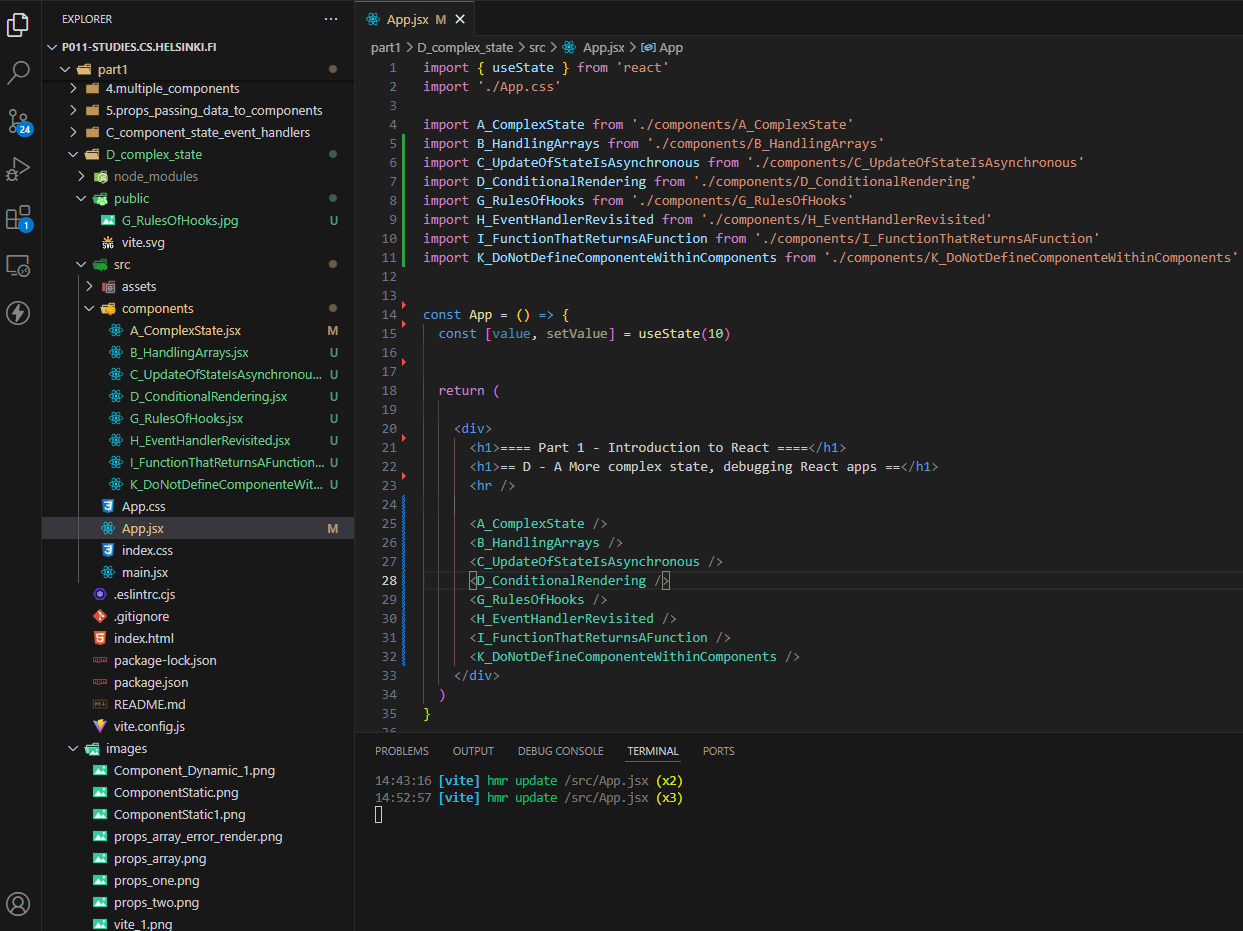 EXPLORER
···
P011-STUDIES.CS.HELSINKI.FI
part1
4.multiple_components
5.props_passing_data_to_components
C_component_state_event_handlers
D_complex_state
node_modules
public
G_RulesOfHooks.jpg U
vite.svg
src
assets
components
A_ComplexState.jsx M
B_HandlingArrays.jsx U
C_UpdateOfStateIsAsynchronou... U
D_ConditionalRendering.jsx U
G_RulesOfHooks.jsx U
H_EventHandlerRevisited.jsx U
I_FunctionThatReturnsAFunction... U
K_DoNotDefineComponenteWit... U
App.css
App.jsx M
index.css
main.jsx
.eslintrc.cjs
.gitignore
index.html
package-lock.json
package.json
README.md
vite.config.js
images
Component_Dynamic_1.png
ComponentStatic.png
ComponentStatic1.png
props_array_error_render.png
props_array.png
props_one.png
props_two.png
vite_1.png
24
1
App.jsx M
part1 > D_complex_state > src > App.jsx > App
1 import { useState } from 'react'
2 import './App.css'
3
4 import A_ComplexState from './components/A_ComplexState'
5 import B_HandlingArrays from './components/B_HandlingArrays'
6 import C_UpdateOfStateIsAsynchronous from './components/C_UpdateOfStateIsAsynchronous'
7 import D_ConditionalRendering from './components/D_ConditionalRendering'
8 import G_RulesOfHooks from './components/G_RulesOfHooks'
9 import H_EventHandlerRevisited from './components/H_EventHandlerRevisited'
10 import I_FunctionThatReturnsAFunction from './components/I_FunctionThatReturnsAFunction'
11 import K_DoNotDefineComponenteWithinComponents from './components/K_DoNotDefineComponenteWithinComponents'
12
13
14 const App = () => {
15 const [value, setValue] = useState(10)
16
17
18 return (
19
20 <div>
21 <h1>==== Part 1 - Introduction to React ====</h1>
22 <h1>== D - A More complex state, debugging React apps ==</h1>
23 <hr />
24
25 <A_ComplexState />
26 <B_HandlingArrays />
27 <C_UpdateOfStateIsAsynchronous />
28 <D_ConditionalRendering />
29 <G_RulesOfHooks />
30 <H_EventHandlerRevisited />
31 <I_FunctionThatReturnsAFunction />
32 <K_DoNotDefineComponenteWithinComponents />
33 </div>
34 )
35 }
36
PROBLEMS OUTPUT DEBUG CONSOLE TERMINAL PORTS
14:43:16 [vite] hmr update /src/App.jsx (x2)
14:52:57 [vite] hmr update /src/App.jsx (x3)